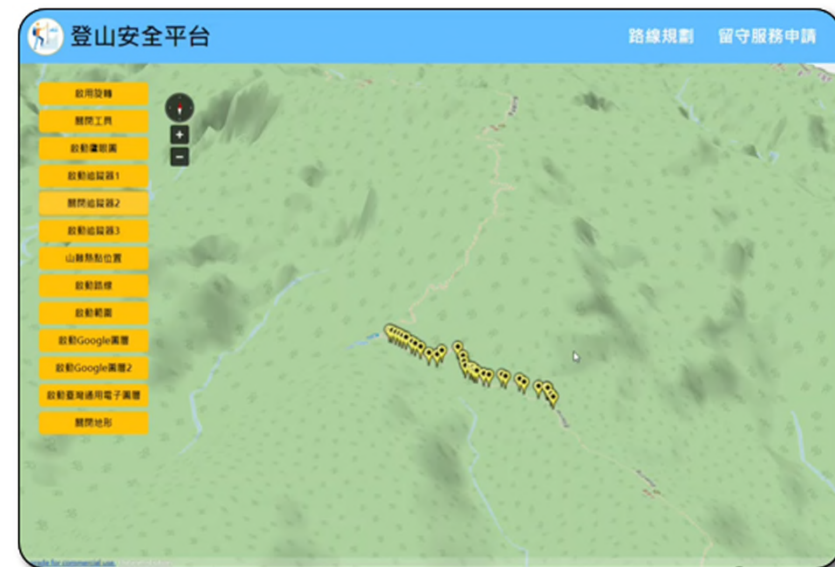 登山安全平台
路線規劃 留守服務申請
啟用旋轉
關閉工具
啟動鷹眼圖
啟動追蹤器1
關閉追蹤器2
啟動追蹤器3
山難熱點位置
啟動路線
啟動範圍
啟動Google圖層
啟動Google圖層2
啟動臺灣通用電子圖層
關閉地形
rade for commercial use.